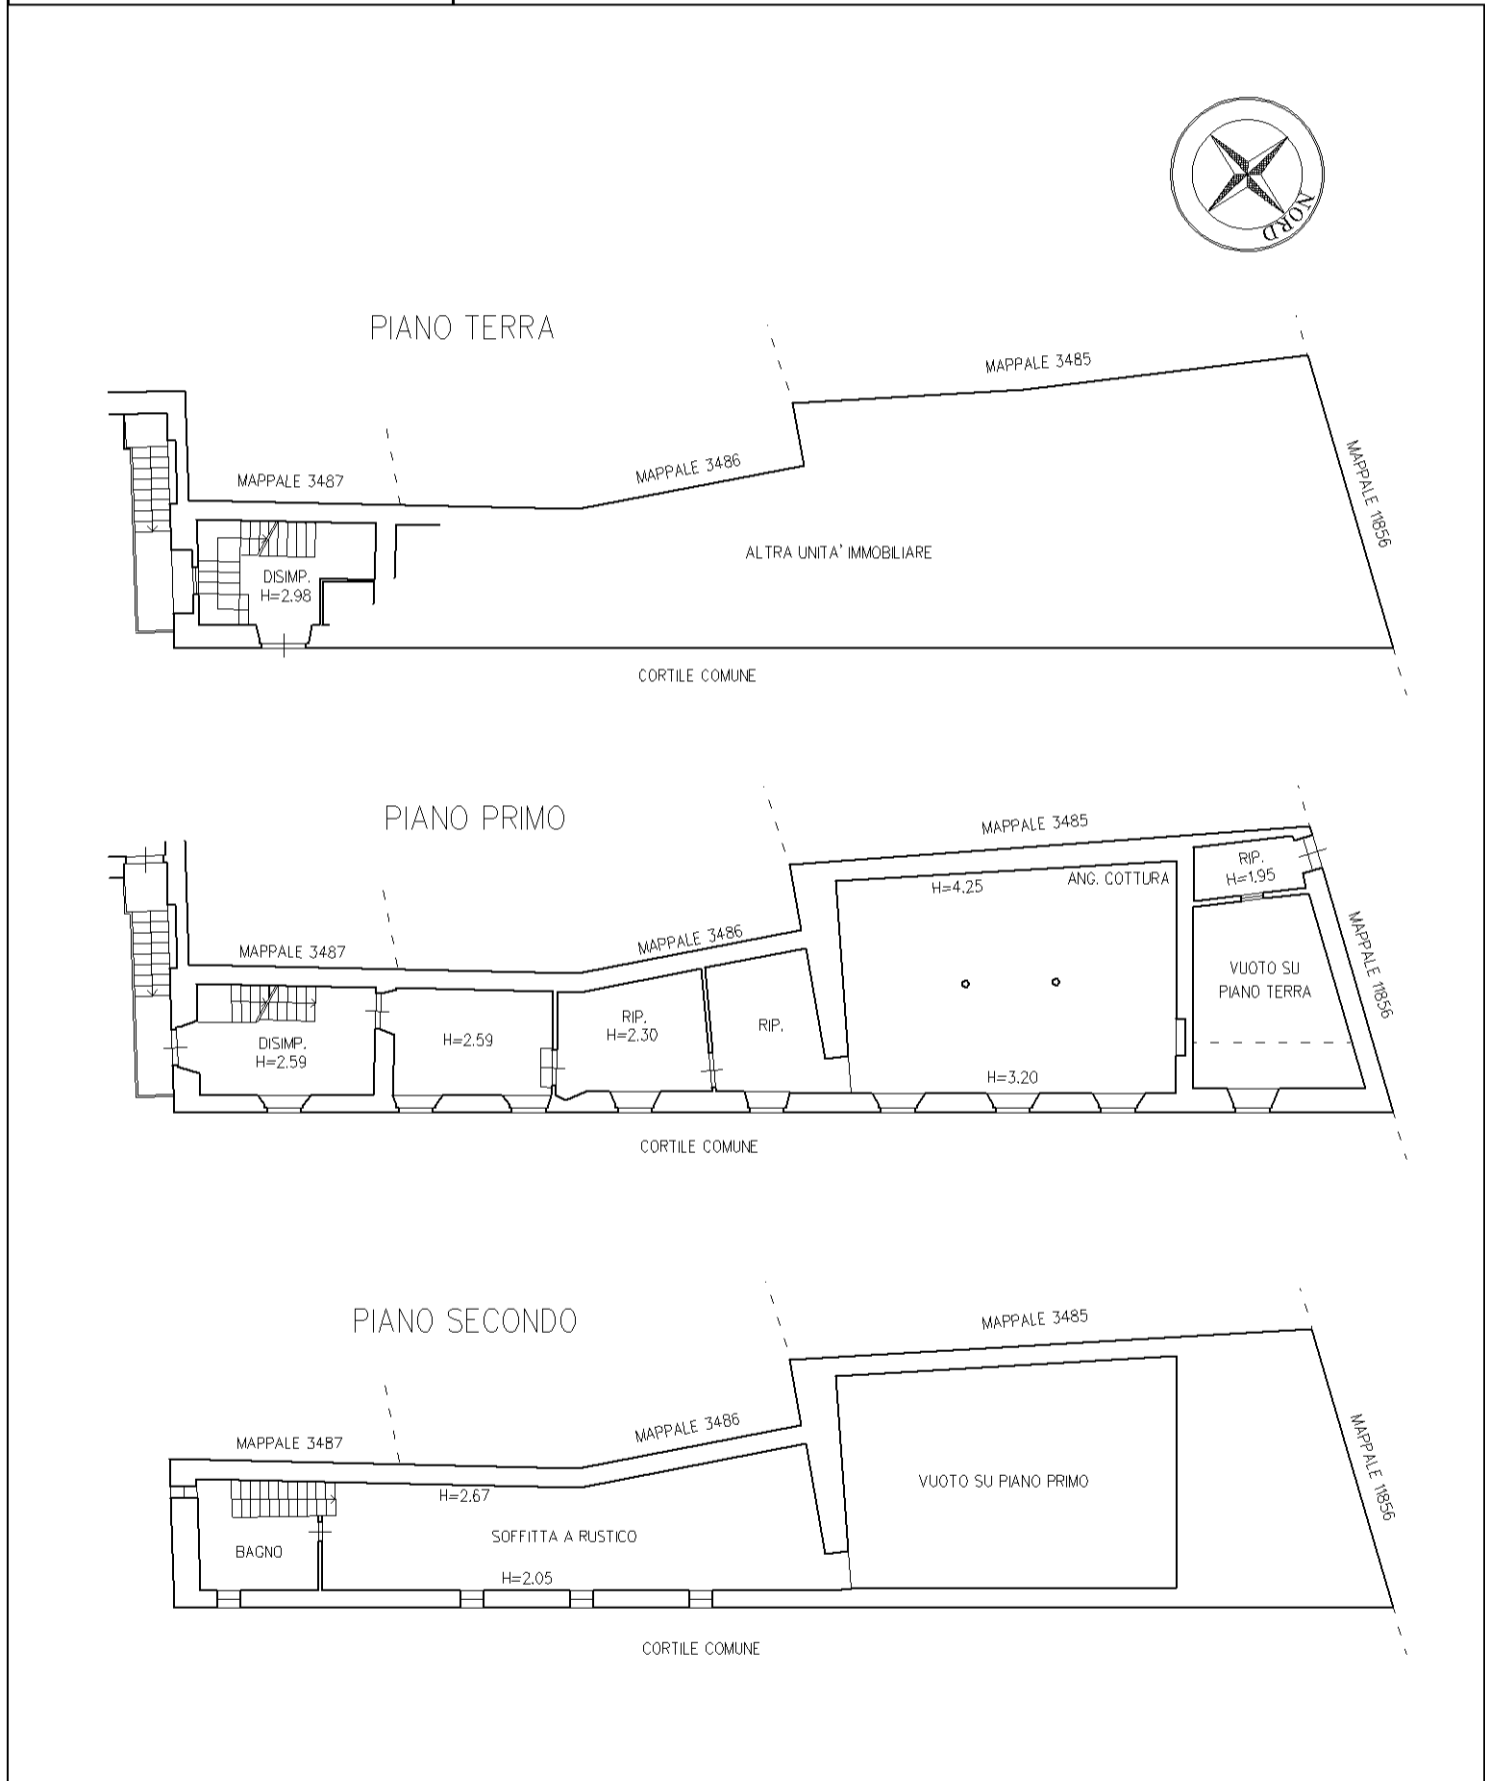 NORD
PIANO TERRA
MAPPALE 3485
MAPPALE 3486
MAPPALE 3487
MAPPALE 11856
ALTRA UNITA' IMMOBILIARE
DISIMP.
H=2.98
CORTILE COMUNE
PIANO PRIMO
MAPPALE 3485
RIP.
H=1.95
ANG. COTTURA
H=4.25
MAPPALE 3486
MAPPALE 3487
MAPPALE 11856
VUOTO SU
PIANO TERRA
RIP.
H=2.30
RIP.
H=2.59
DISIMP.
H=2.59
H=3.20
CORTILE COMUNE
PIANO SECONDO
MAPPALE 3485
MAPPALE 3486
MAPPALE 3487
MAPPALE 11856
VUOTO SU PIANO PRIMO
H=2.67
SOFFITTA A RUSTICO
BAGNO
H=2.05
CORTILE COMUNE